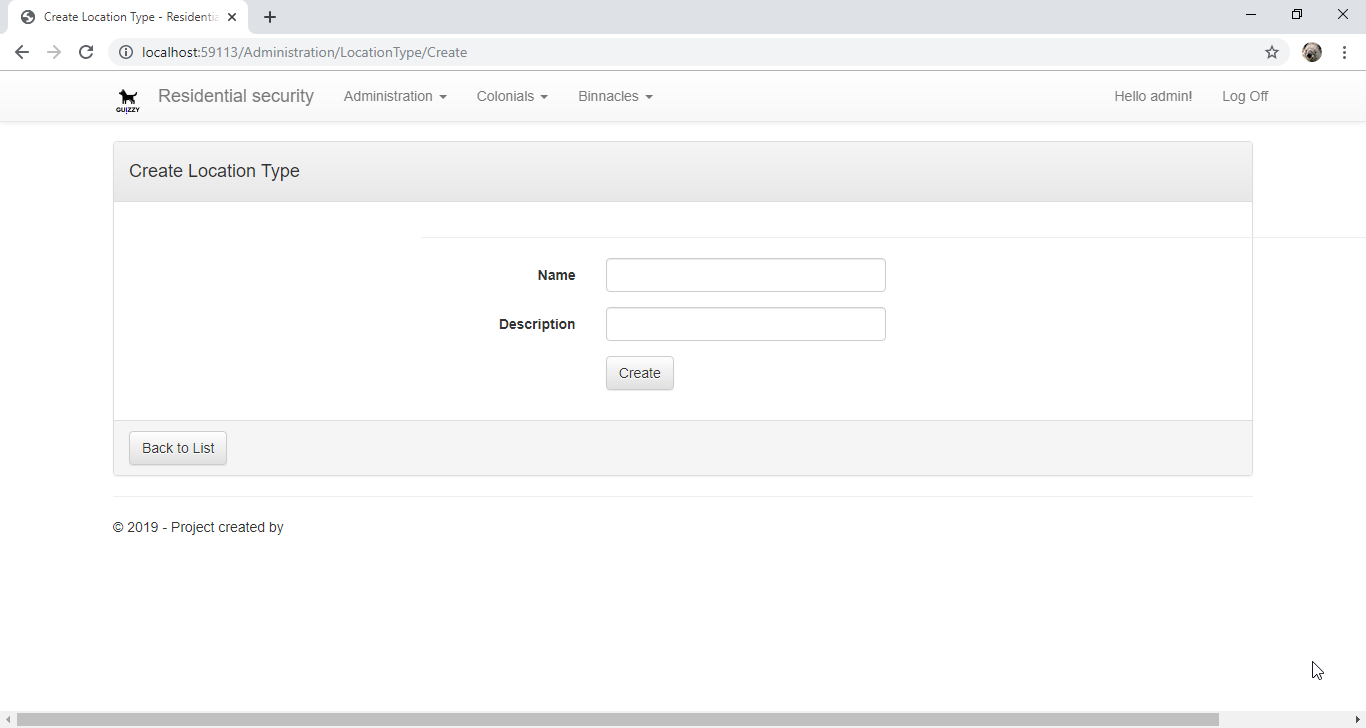 Create Location Type - Residentia
localhost:59113/Administration/LocationType/Create
GUIZZY
Residential security Administration Colonials Binnacles Hello admin! Log Off
Create Location Type
Name
Description
Create
Back to List
© 2019 - Project created by